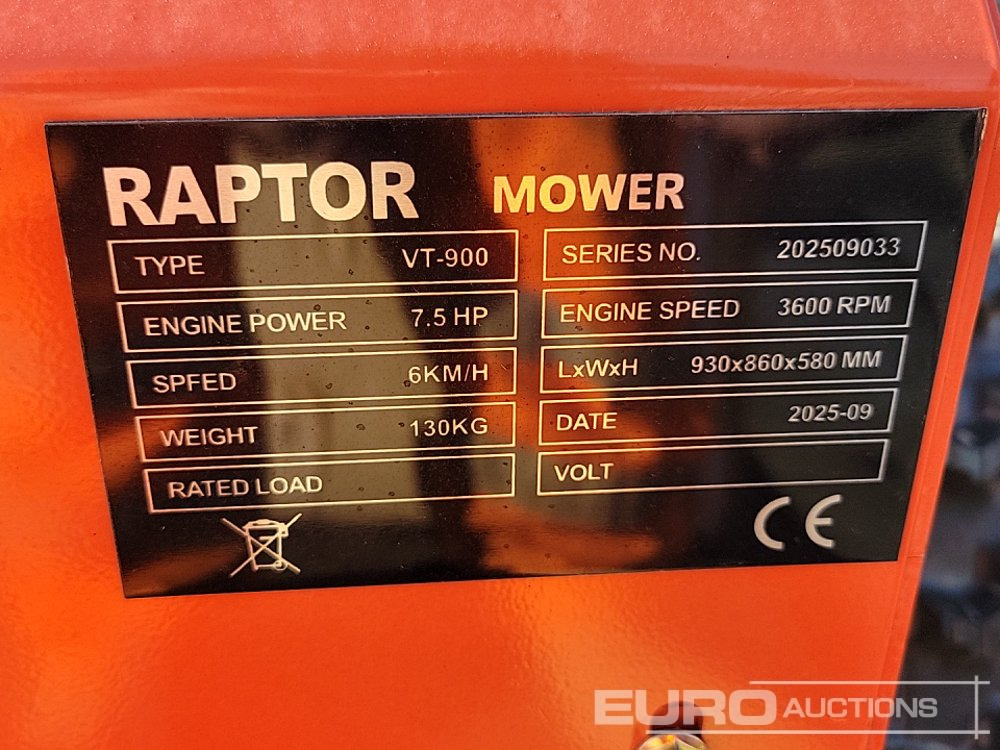 RAPTOR MOWER
TYPE VT-900
ENGINE POWER 7.5 HP
SPFED 6KM/H
WEIGHT 130KG
RATED LOAD
SERIES NO. 202509033
ENGINE SPEED 3600 RPM
LxWxH 930x860x580 MM
DATE 2025-09
VOLT
CE
EURO AUCTIONS